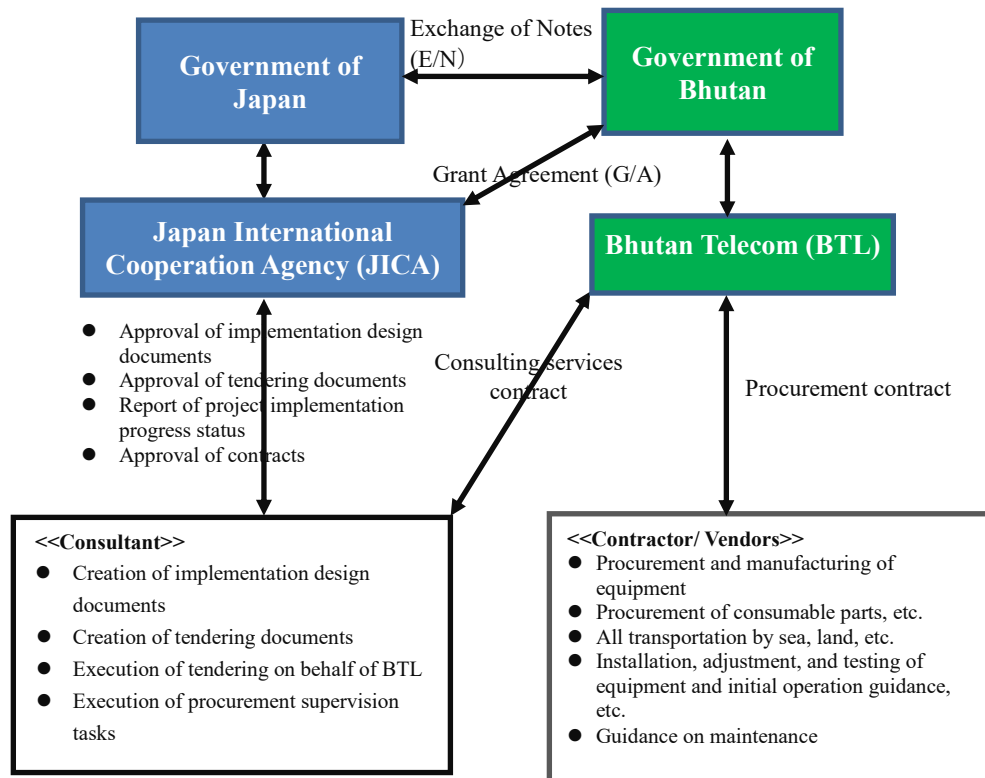 Exchange of Notes
(E/N）
Government of
Japan
Government of
Bhutan
Grant Agreement (G/A)
Japan International
Cooperation Agency (JICA)
Bhutan Telecom (BTL)
● Approval of implementation design
documents
● Approval of tendering documents
● Report of project implementation
progress status
● Approval of contracts
Consulting services
contract
Procurement contract
<<Consultant>>
● Creation of implementation design
documents
● Creation of tendering documents
● Execution of tendering on behalf of BTL
● Execution of procurement supervision
tasks
<<Contractor/ Vendors>>
● Procurement and manufacturing of
equipment
● Procurement of consumable parts, etc.
● All transportation by sea, land, etc.
● Installation, adjustment, and testing of
equipment and initial operation guidance,
etc.
● Guidance on maintenance